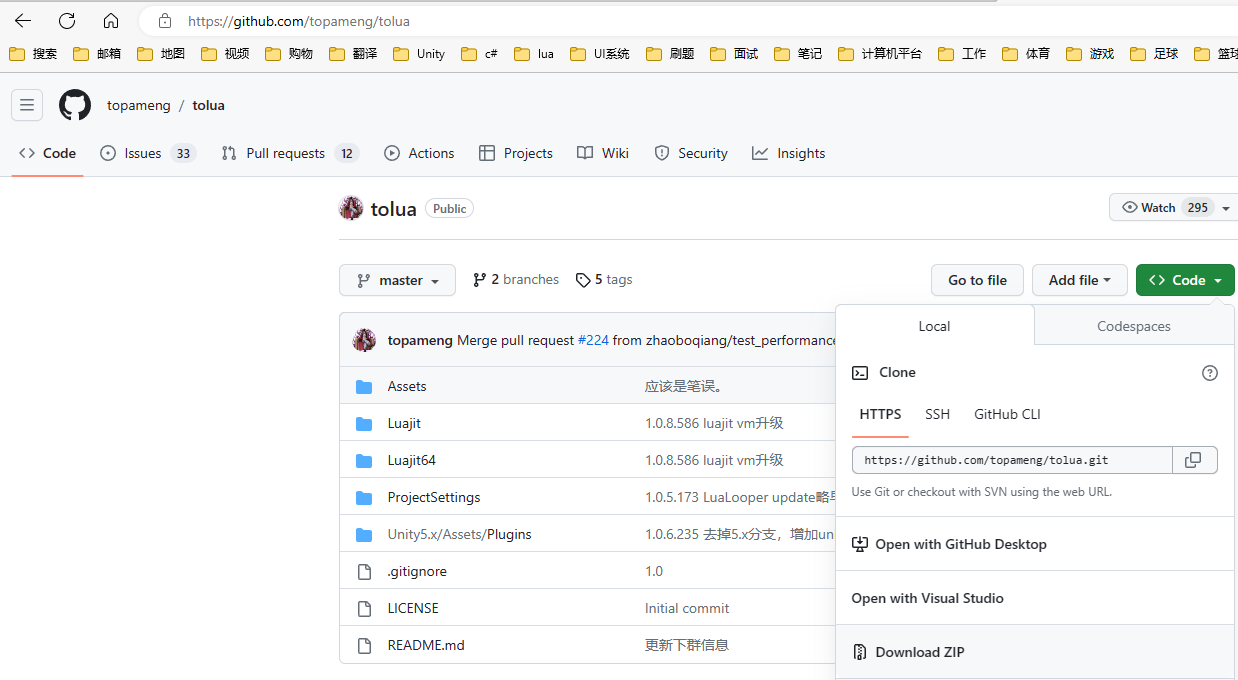 https://github.com/topameng/tolua
搜索 邮箱 地图 视频 购物 翻译 Unity c# lua UI系统 刷题 面试 笔记 计算机平台 工作 体育 游戏 足球 篮球
topameng / tolua
Code Issues 33 Pull requests 12 Actions Projects Wiki Security Insights
tolua Public Watch 295
master 2 branches 5 tags Go to file Add file Code
Local Codespaces
topameng Merge pull request #224 from zhaoboqiang/test_performance
Clone
Assets 应该是笔误。
HTTPS SSH GitHub CLI
Luajit 1.0.8.586 luajit vm升级
https://github.com/topameng/tolua.git
Luajit64 1.0.8.586 luajit vm升级
Use Git or checkout with SVN using the web URL.
ProjectSettings 1.0.5.173 LuaLooper update略
Unity5.x/Assets/Plugins 1.0.6.235 去掉5.x分支，增加un
Open with GitHub Desktop
.gitignore 1.0
Open with Visual Studio
LICENSE Initial commit
README.md 更新下群信息
Download ZIP